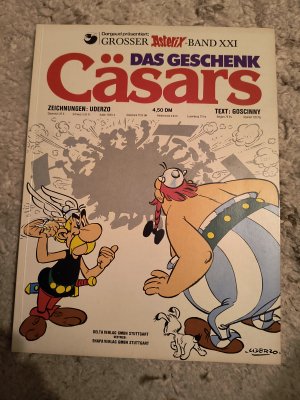 Dargaud präsentiert:
GROSSER Asterix-BAND XXI
DAS GESCHENK
Cäsars
ZEICHNUNGEN: UDERZO
4,50 DM
TEXT: GOSCINNY
DELTA VERLAG GMBH STUTTGART
EHAPA VERLAG GMBH STUTTGART
UDERZO